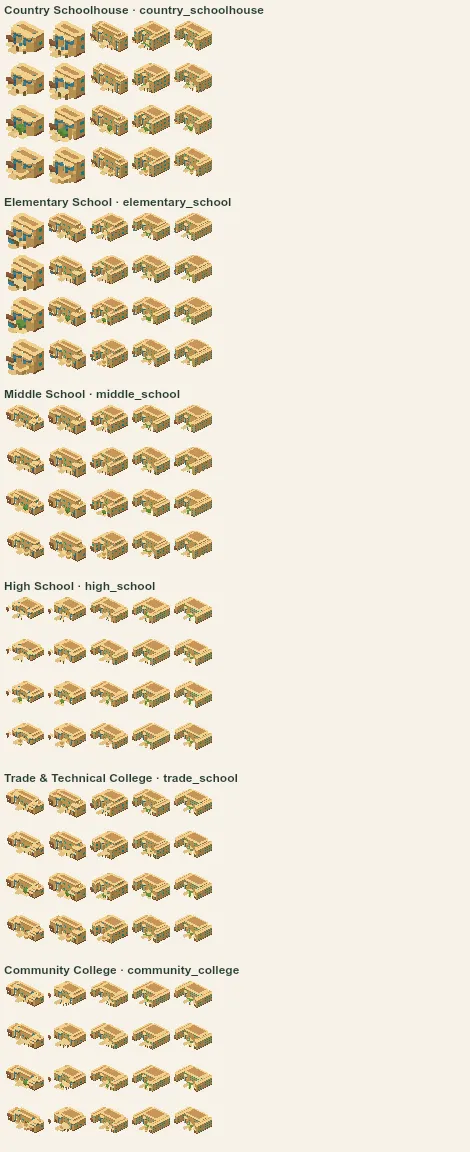 Country Schoolhouse · country_schoolhouse
Elementary School · elementary_school
Middle School · middle_school
High School · high_school
Trade & Technical College · trade_school
Community College · community_college